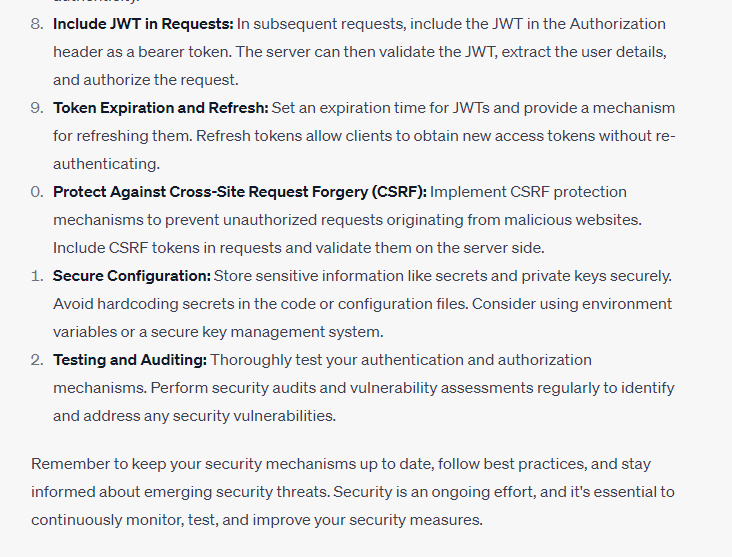 authenticity.
8. Include JWT in Requests: In subsequent requests, include the JWT in the Authorization
header as a bearer token. The server can then validate the JWT, extract the user details,
and authorize the request.
9. Token Expiration and Refresh: Set an expiration time for JWTs and provide a mechanism
for refreshing them. Refresh tokens allow clients to obtain new access tokens without re-
authenticating.
0. Protect Against Cross-Site Request Forgery (CSRF): Implement CSRF protection
mechanisms to prevent unauthorized requests originating from malicious websites.
Include CSRF tokens in requests and validate them on the server side.
1. Secure Configuration: Store sensitive information like secrets and private keys securely.
Avoid hardcoding secrets in the code or configuration files. Consider using environment
variables or a secure key management system.
2. Testing and Auditing: Thoroughly test your authentication and authorization
mechanisms. Perform security audits and vulnerability assessments regularly to identify
and address any security vulnerabilities.
Remember to keep your security mechanisms up to date, follow best practices, and stay
informed about emerging security threats. Security is an ongoing effort, and it's essential to
continuously monitor, test, and improve your security measures.